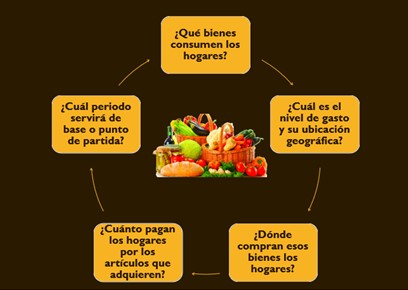 ¿Qué bienes
consumen los
hogares?
¿Cuál es el
nivel de gasto
y su ubicación
geográfica?
¿Dónde
compran esos
bienes los
hogares?
¿Cuánto pagan
los hogares
por los
artículos que
adquieren?
¿Cuál periodo
servirá de
base o punto
de partida?